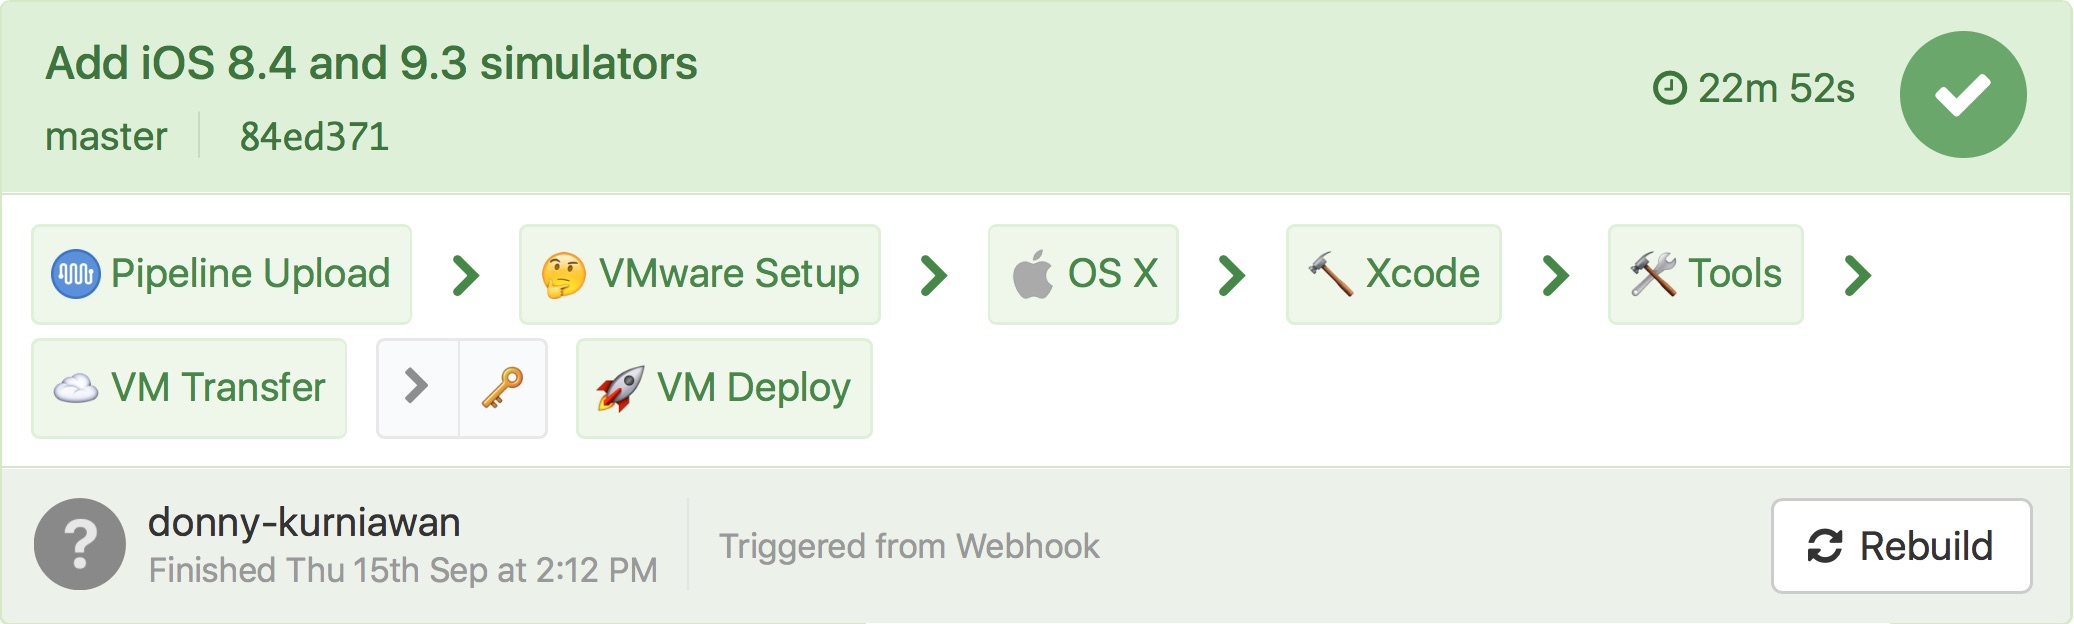 Add iOS 8.4 and 9.3 simulators
22m 52s
master 84ed371
Pipeline Upload VMware Setup OS X Xcode Tools
VM Transfer VM Deploy
donny-kurniawan
Finished Thu 15th Sep at 2:12 PM
Triggered from Webhook
Rebuild